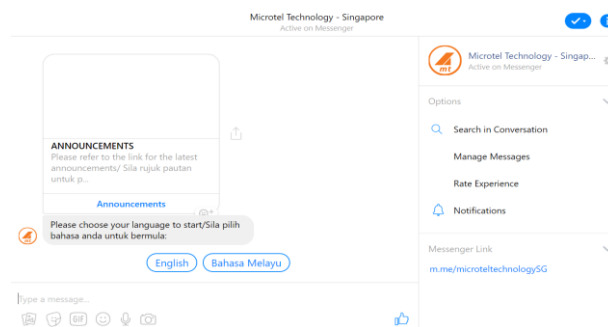 Microtel Technology - Singapore
Active on Messenger
ANNOUNCEMENTS
Please refer to the link for the latest
announcements/ Sila rujuk pautan
untuk p...
Announcements
Please choose your language to start/Sila pilih
bahasa anda untuk bermula:
English
Bahasa Melayu
Type a message...
GIF
mt
Microtel Technology - Singap...
Active on Messenger
Options
Search in Conversation
Manage Messages
Rate Experience
Notifications
Messenger Link
m.me/microteltechnologySG